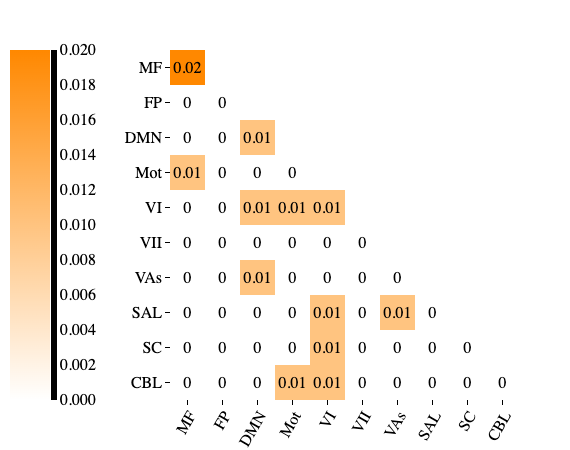 0.020
0.018
0.016
0.014
0.012
0.010
0.008
0.006
0.004
0.002
0.000
MF 0.02
FP 0 0
DMN 0 0 0.01
Mot 0.01 0 0 0
VI 0 0 0.01 0.01 0.01
VII 0 0 0 0 0 0
VAs 0 0 0.01 0 0 0 0
SAL 0 0 0 0 0.01 0 0.01 0
SC 0 0 0 0 0.01 0 0 0 0
CBL 0 0 0 0.01 0.01 0 0 0 0 0
MF FP DMN Mot VI VII VAs SAL SC CBL